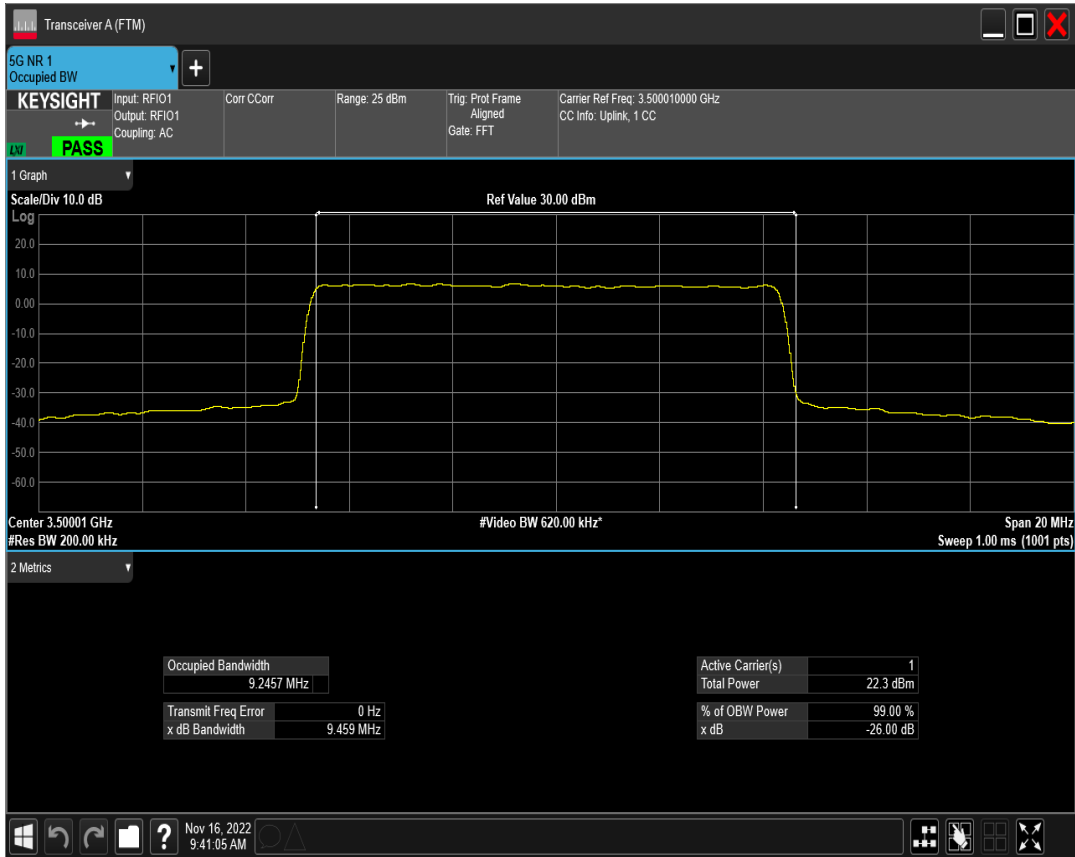 Transceiver A (FTM)
5G NR 1
Occupied BW
+
KEYSIGHT
LXI
PASS
Input: RFIO1
Output: RFIO1
Coupling: AC
Corr CCorr
Range: 25 dBm
Trig: Prot Frame
Aligned
Gate: FFT
Carrier Ref Freq: 3.500010000 GHz
CC Info: Uplink, 1 CC
1 Graph
Scale/Div 10.0 dB
Ref Value 30.00 dBm
Log
20.0
10.0
0.00
-10.0
-20.0
-30.0
-40.0
-50.0
-60.0
Center 3.50001 GHz
#Video BW 620.00 kHz*
Span 20 MHz
#Res BW 200.00 kHz
Sweep 1.00 ms (1001 pts)
2 Metrics
Occupied Bandwidth
9.2457 MHz
Transmit Freq Error 0 Hz
x dB Bandwidth 9.459 MHz
Active Carrier(s) 1
Total Power 22.3 dBm
% of OBW Power 99.00 %
x dB -26.00 dB
?
Nov 16, 2022
9:41:05 AM